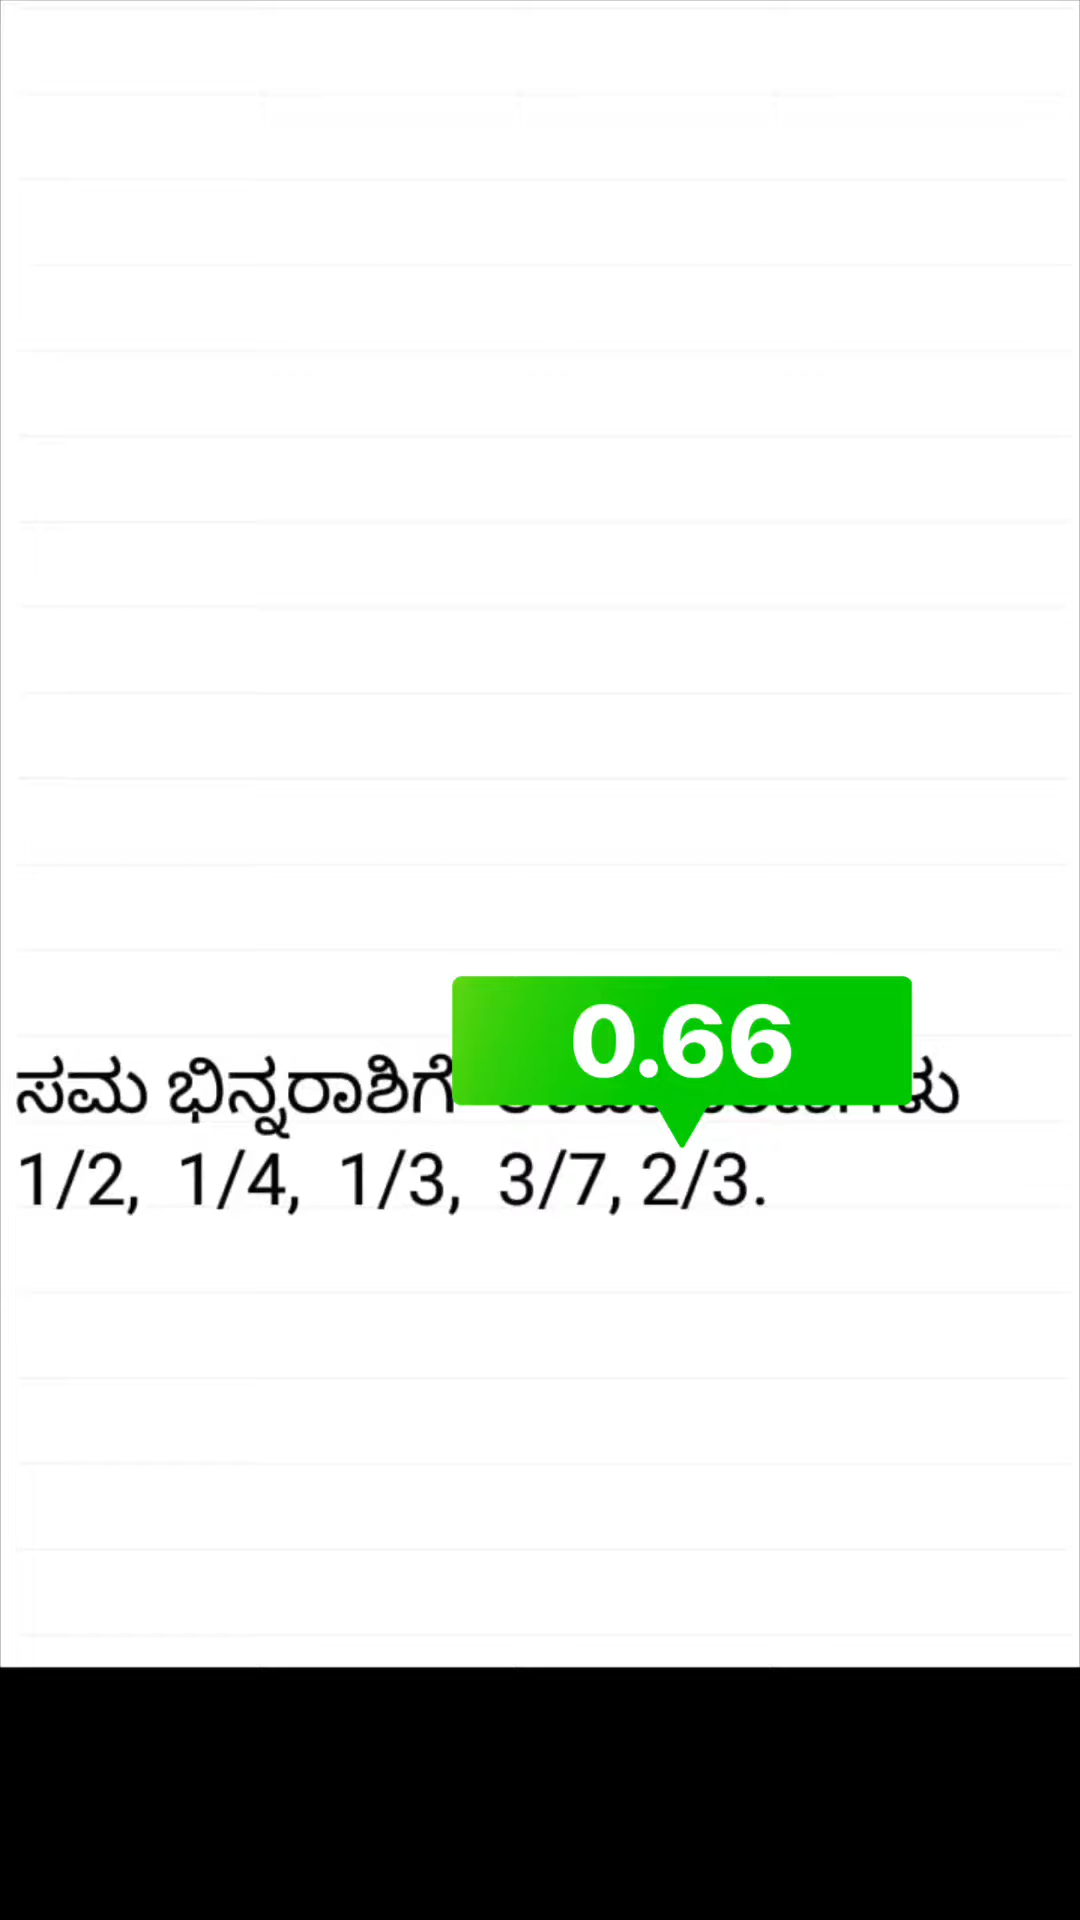 0.66
ಸಮ ಭಿನ್ನರಾಶಿಗೆ
1/2, 1/4, 1/3, 3/7, 2/3.